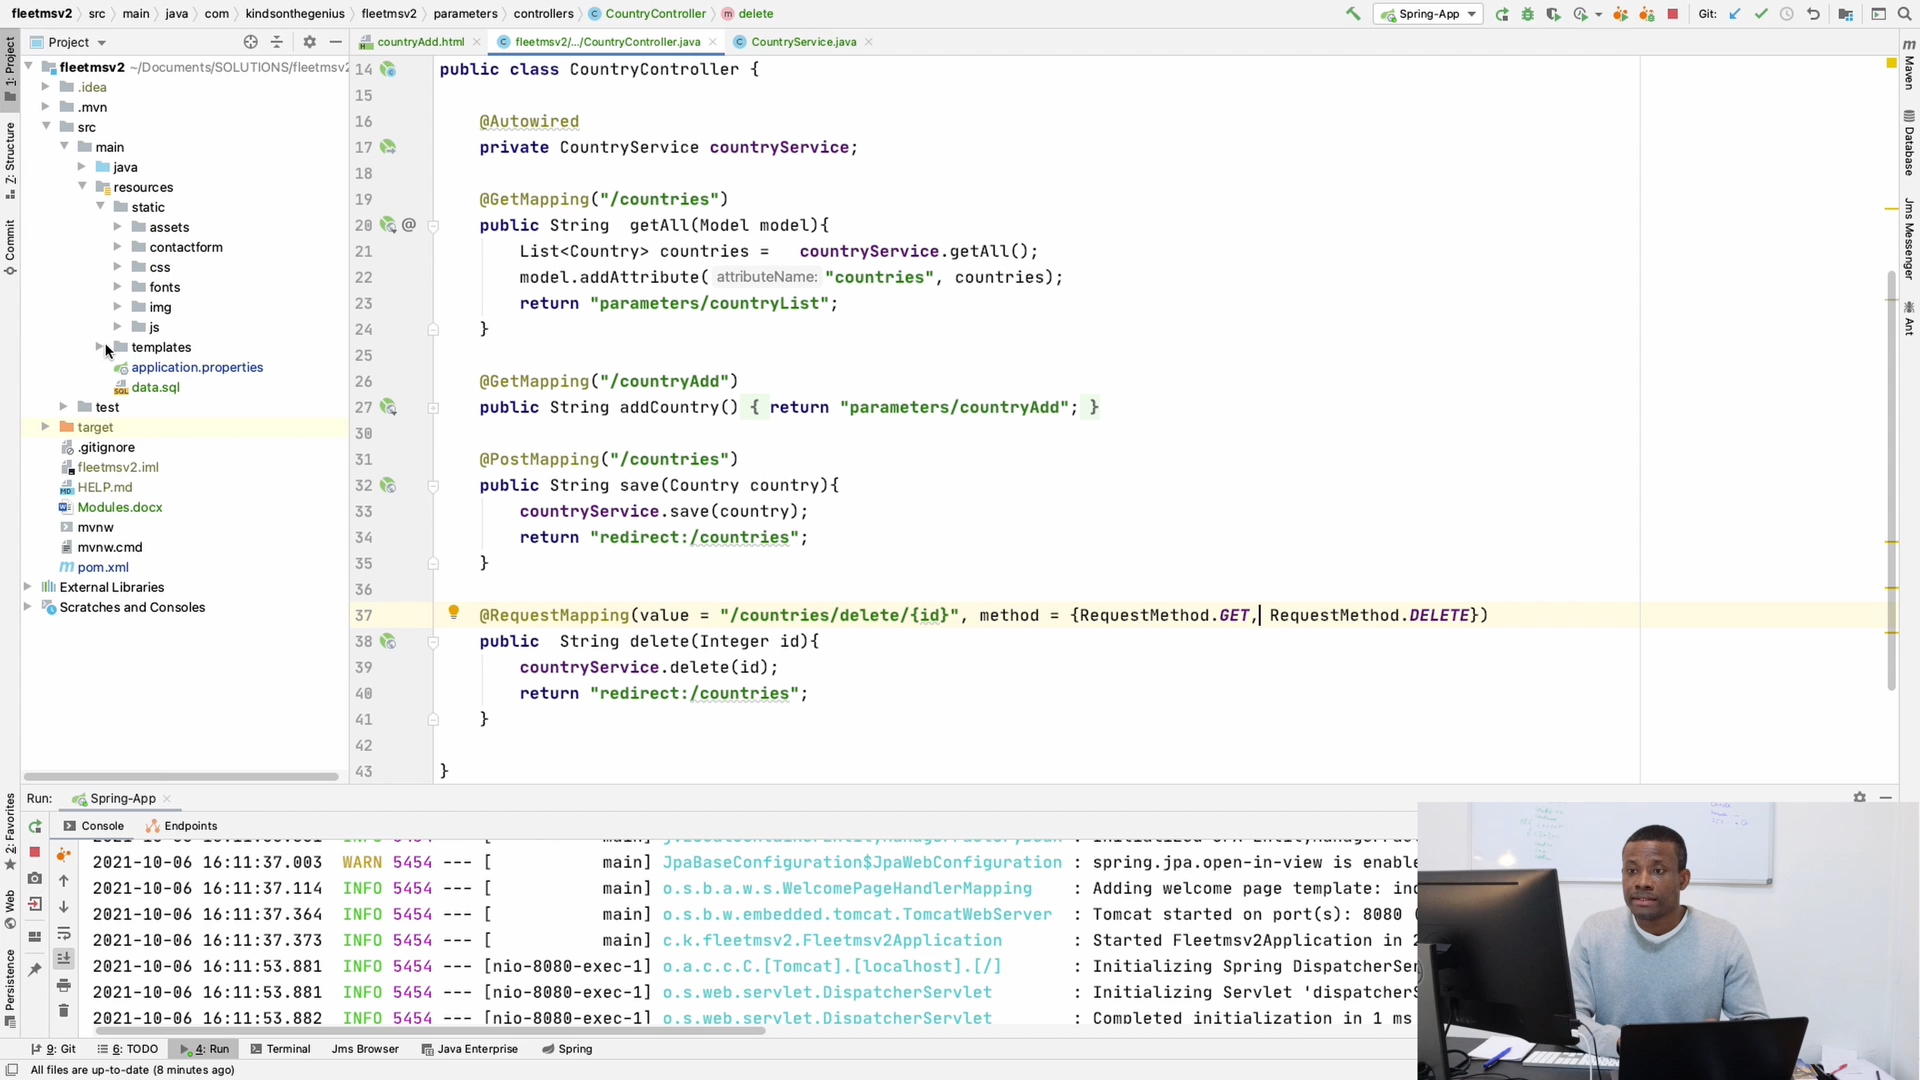 fleetmsv2 › src › main › java › com › kindsonthegenius › fleetmsv2 › parameters › controllers › CountryController › delete
Spring-App
Git:
Project
countryAdd.html
fleetmsv2/.../CountryController.java
CountryService.java
1: Project
Z: Structure
Commit
2: Favorites
Web
Persistence
Maven
Database
Jms Messenger
Ant
fleetmsv2 ~/Documents/SOLUTIONS/fleetmsv2
.idea
.mvn
src
main
java
resources
static
assets
contactform
css
fonts
img
js
templates
application.properties
data.sql
test
target
.gitignore
fleetmsv2.iml
HELP.md
Modules.docx
mvnw
mvnw.cmd
pom.xml
External Libraries
Scratches and Consoles
14 public class CountryController {
15
16 @Autowired
17 private CountryService countryService;
18
19 @GetMapping("/countries")
20 public String getAll(Model model){
21 List<Country> countries = countryService.getAll();
22 model.addAttribute( attributeName: "countries", countries);
23 return "parameters/countryList";
24 }
25
26 @GetMapping("/countryAdd")
27 public String addCountry() { return "parameters/countryAdd"; }
30
31 @PostMapping("/countries")
32 public String save(Country country){
33 countryService.save(country);
34 return "redirect:/countries";
35 }
36
37 @RequestMapping(value = "/countries/delete/{id}", method = {RequestMethod.GET, RequestMethod.DELETE})
38 public String delete(Integer id){
39 countryService.delete(id);
40 return "redirect:/countries";
41 }
42
43 }
Run: Spring-App
Console Endpoints
2021-10-06 16:11:37.003 WARN 5454 --- [ main] JpaBaseConfiguration$JpaWebConfiguration : spring.jpa.open-in-view is enable
2021-10-06 16:11:37.114 INFO 5454 --- [ main] o.s.b.a.w.s.WelcomePageHandlerMapping : Adding welcome page template: ind
2021-10-06 16:11:37.364 INFO 5454 --- [ main] o.s.b.w.embedded.tomcat.TomcatWebServer : Tomcat started on port(s): 8080 (
2021-10-06 16:11:37.373 INFO 5454 --- [ main] c.k.fleetmsv2.Fleetmsv2Application : Started Fleetmsv2Application in 2
2021-10-06 16:11:53.881 INFO 5454 --- [nio-8080-exec-1] o.a.c.c.C.[Tomcat].[localhost].[/] : Initializing Spring DispatcherSer
2021-10-06 16:11:53.881 INFO 5454 --- [nio-8080-exec-1] o.s.web.servlet.DispatcherServlet : Initializing Servlet 'dispatcherS
2021-10-06 16:11:53.882 INFO 5454 --- [nio-8080-exec-1] o.s.web.servlet.DispatcherServlet : Completed initialization in 1 ms
9: Git
6: TODO
4: Run
Terminal
Jms Browser
Java Enterprise
Spring
All files are up-to-date (8 minutes ago)